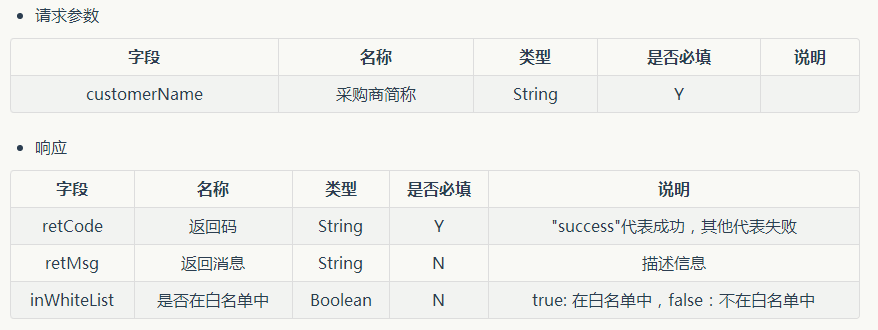 请求参数
字段 名称 类型 是否必填 说明
customerName 采购商简称 String Y
响应
字段 名称 类型 是否必填 说明
retCode 返回码 String Y "success"代表成功，其他代表失败
retMsg 返回消息 String N 描述信息
inWhiteList 是否在白名单中 Boolean N true: 在白名单中，false：不在白名单中